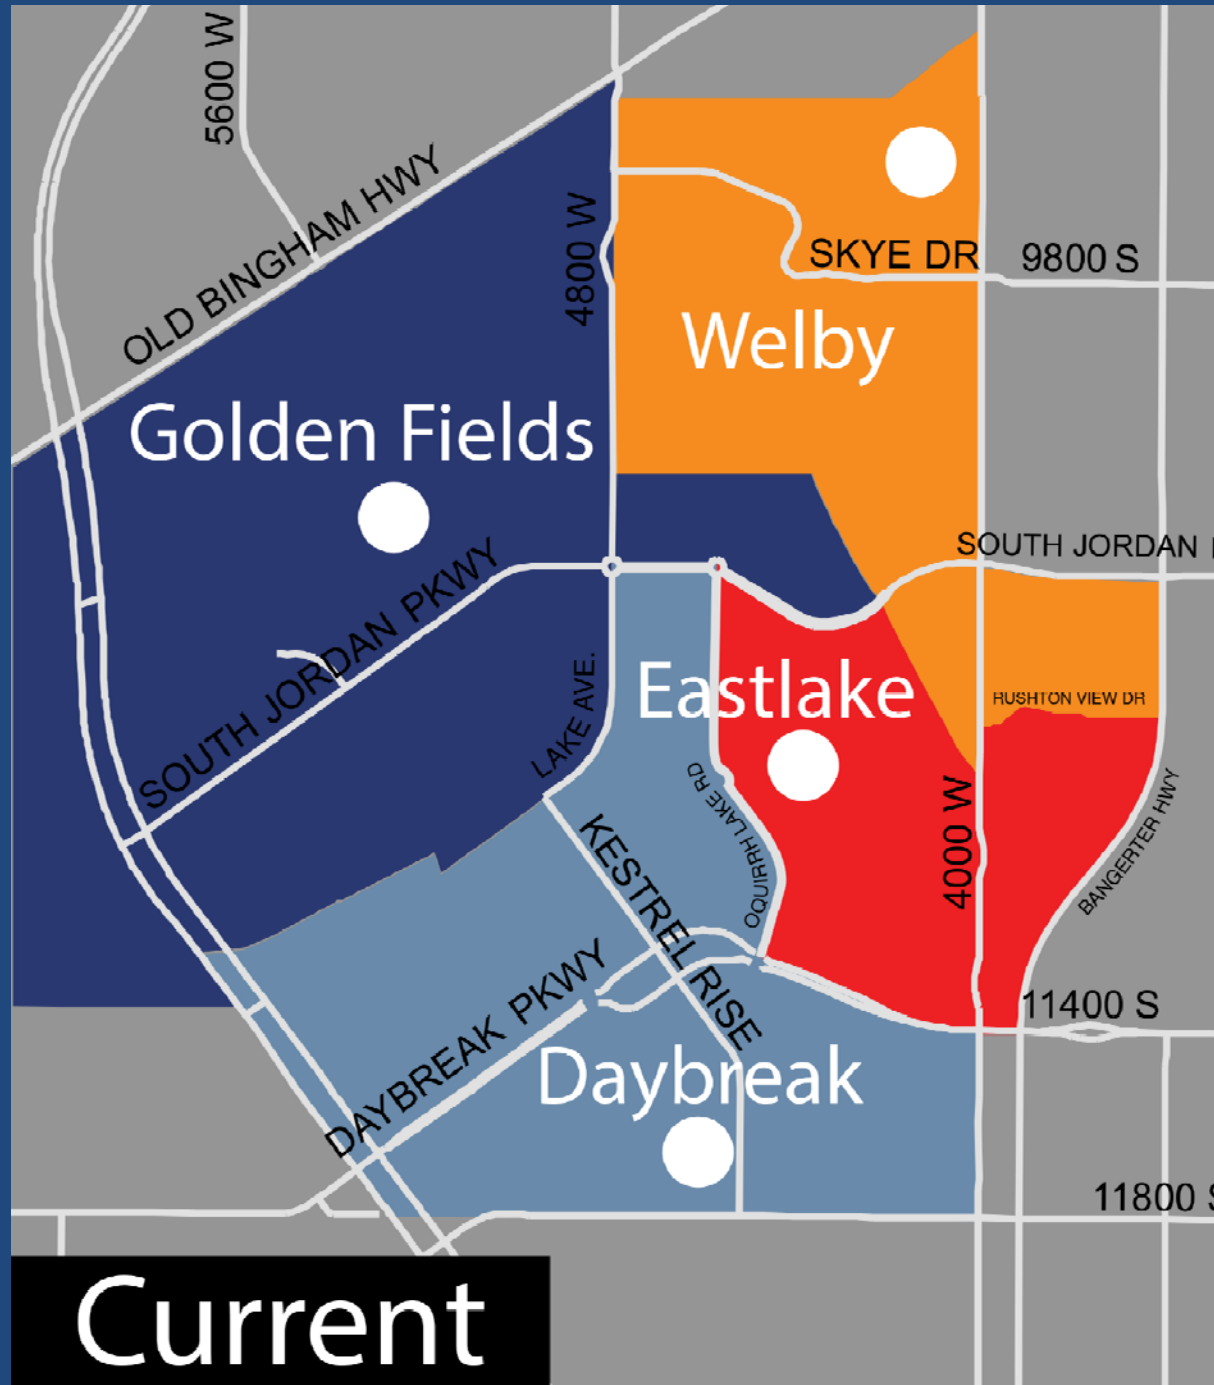 5600 W
OLD BINGHAM HWY
4800 W
SKYE DR
9800 S
Welby
Golden Fields
SOUTH JORDAN
SOUTH JORDAN PKWY
LAKE AVE.
Eastlake
RUSHTON VIEW DR
OQUIRRH LAKE RD
4000 W
BANGERTER HWY
KESTREL RISE
DAYBREAK PKWY
11400 S
Daybreak
11800 S
Current